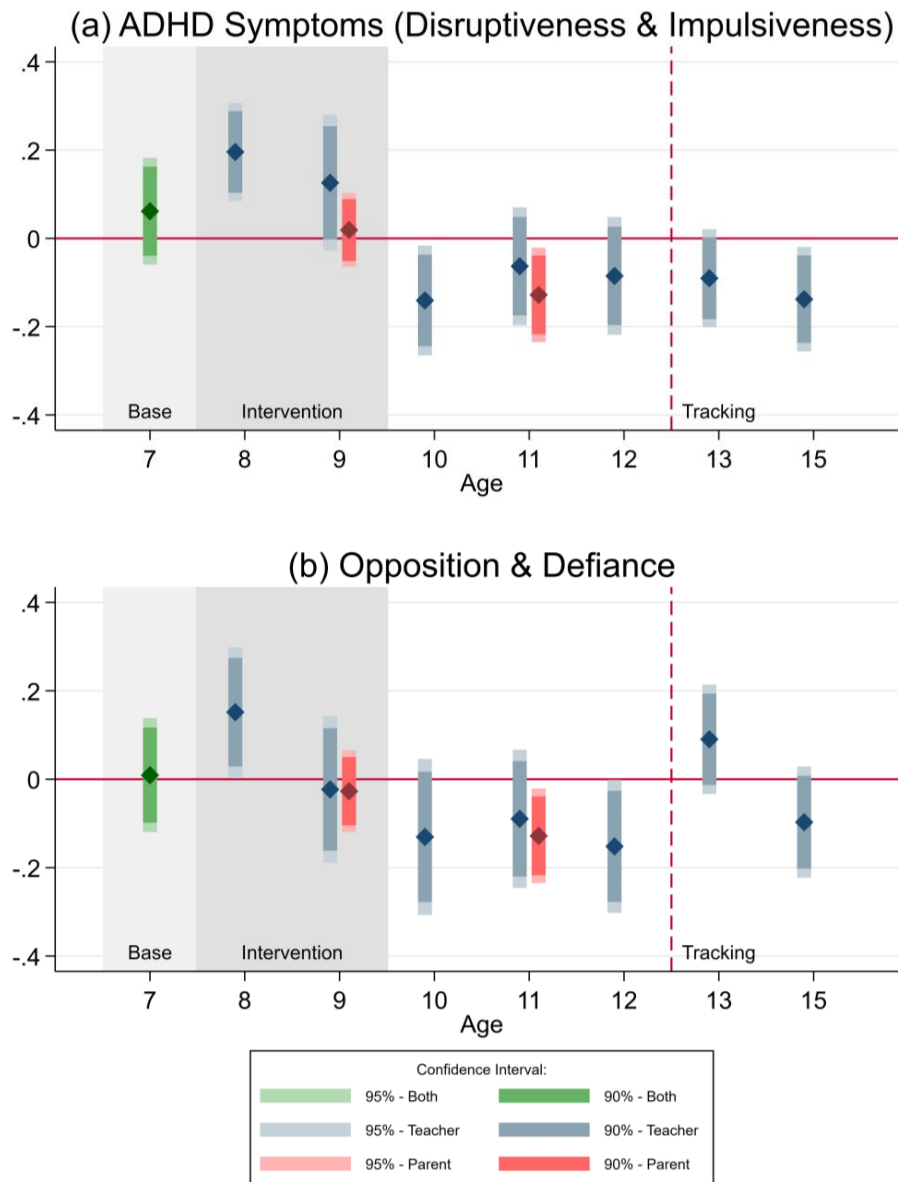 (a) ADHD Symptoms (Disruptiveness & Impulsiveness)
.4
.2
0
-.2
-.4
Base
Intervention
Tracking
7
8
9
10
11
12
13
15
Age
(b) Opposition & Defiance
.4
.2
0
-.2
-.4
Base
Intervention
Tracking
7
8
9
10
11
12
13
15
Age
Confidence Interval:
95% - Both
90% - Both
95% - Teacher
90% - Teacher
95% - Parent
90% - Parent